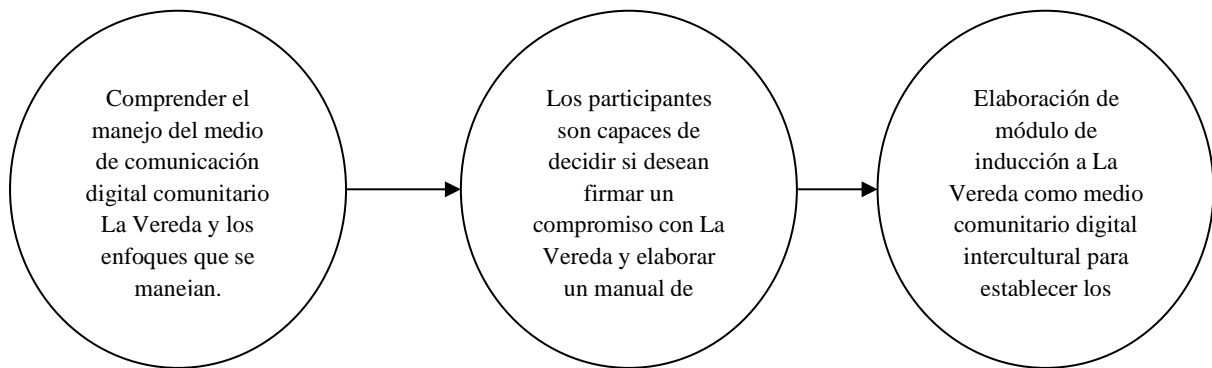 Comprender el
manejo del medio
de comunicación
digital comunitario
La Vereda y los
enfoques que se
manejan.
Los participantes
son capaces de
decidir si desean
firmar un
compromiso con La
Vereda y elaborar
un manual de
Elaboración de
módulo de
inducción a La
Vereda como medio
comunitario digital
intercultural para
establecer los